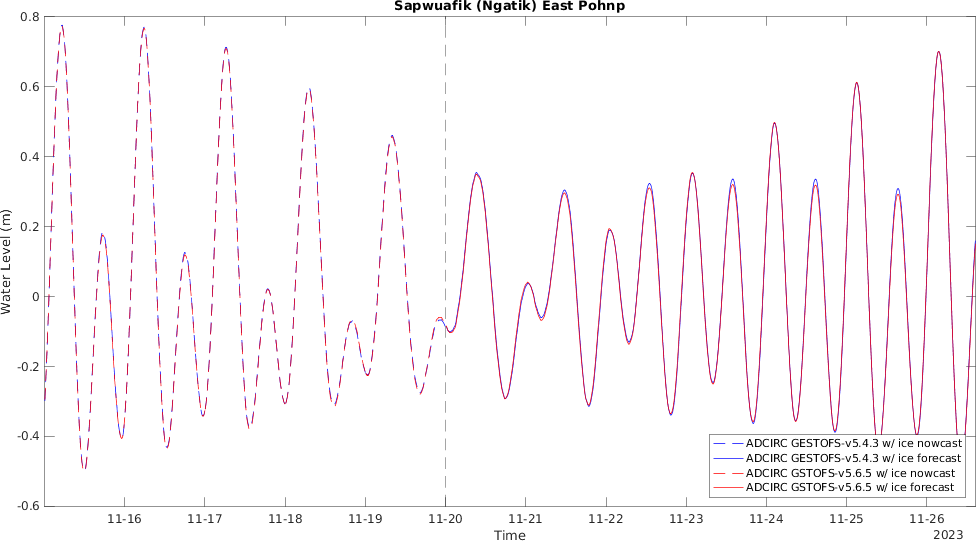 Sapwuafik (Ngatik) East Pohnp
Water Level (m)
0.8
0.6
0.4
0.2
0
-0.2
-0.4
-0.6
ADCIRC GESTOFS-v5.4.3 w/ ice nowcast
ADCIRC GESTOFS-v5.4.3 w/ ice forecast
ADCIRC GSTOFS-v5.6.5 w/ ice nowcast
ADCIRC GSTOFS-v5.6.5 w/ ice forecast
11-16 11-17 11-18 11-19 11-20 11-21 11-22 11-23 11-24 11-25 11-26
2023
Time